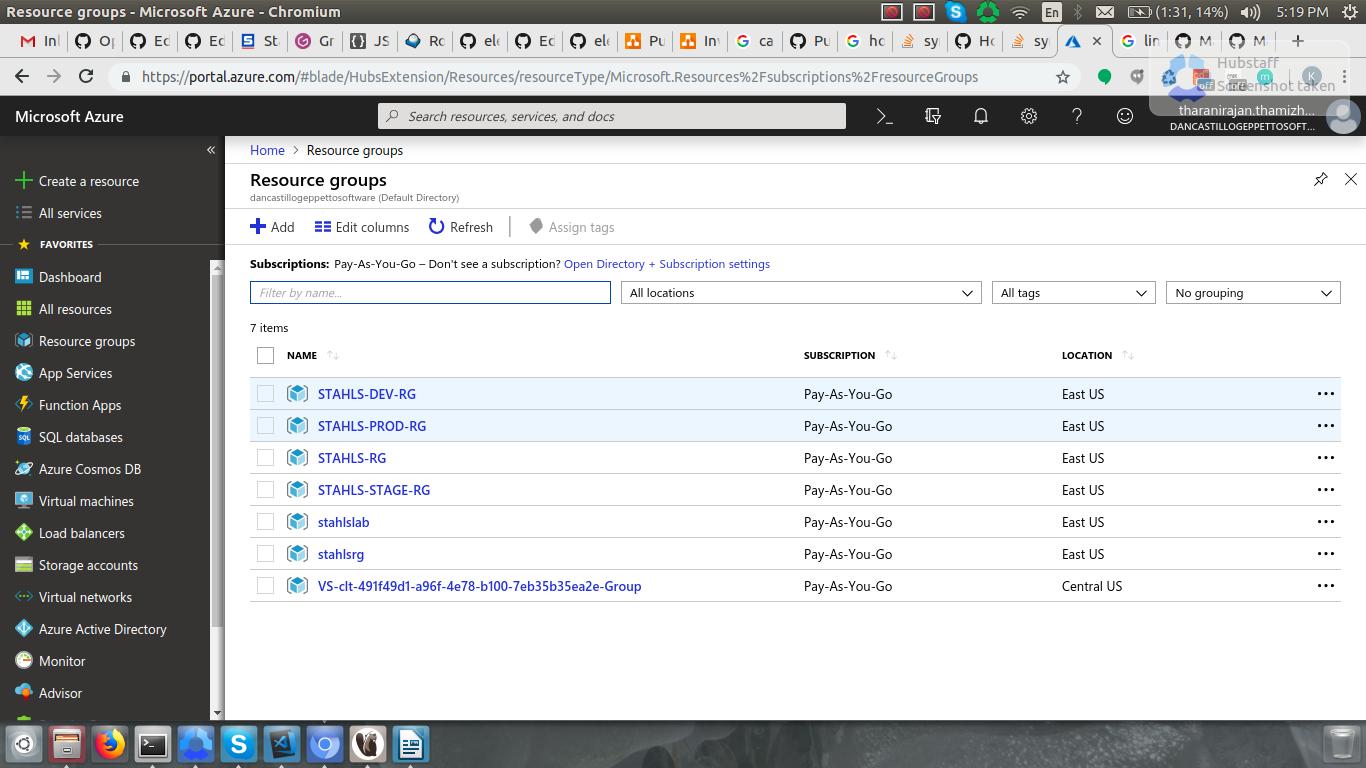 Resource groups - Microsoft Azure - Chromium
En (1:31, 14%) 5:19 PM
Inl Op Ed Ed St Gr JS Ro ele Ed ele Pu Inv ca Pu ho sy Ho sy lin M M
https://portal.azure.com/#blade/HubsExtension/Resources/resourceType/Microsoft.Resources%2Fsubscriptions%2FresourceGroups
off off m K
Hubstaff
Screenshot taken
Microsoft Azure
Search resources, services, and docs
tharanirajan.thamizh...
DANCASTILLOGEPPETTOSOFT...
Create a resource
All services
FAVORITES
Dashboard
All resources
Resource groups
App Services
Function Apps
SQL databases
Azure Cosmos DB
Virtual machines
Load balancers
Storage accounts
Virtual networks
Azure Active Directory
Monitor
Advisor
Home > Resource groups
Resource groups
dancastillogeppettosoftware (Default Directory)
Add Edit columns Refresh Assign tags
Subscriptions: Pay-As-You-Go – Don't see a subscription? Open Directory + Subscription settings
Filter by name... All locations All tags No grouping
7 items
NAME SUBSCRIPTION LOCATION
STAHLS-DEV-RG Pay-As-You-Go East US
STAHLS-PROD-RG Pay-As-You-Go East US
STAHLS-RG Pay-As-You-Go East US
STAHLS-STAGE-RG Pay-As-You-Go East US
stahlslab Pay-As-You-Go East US
stahlsrg Pay-As-You-Go East US
VS-clt-491f49d1-a96f-4e78-b100-7eb35b35ea2e-Group Pay-As-You-Go Central US